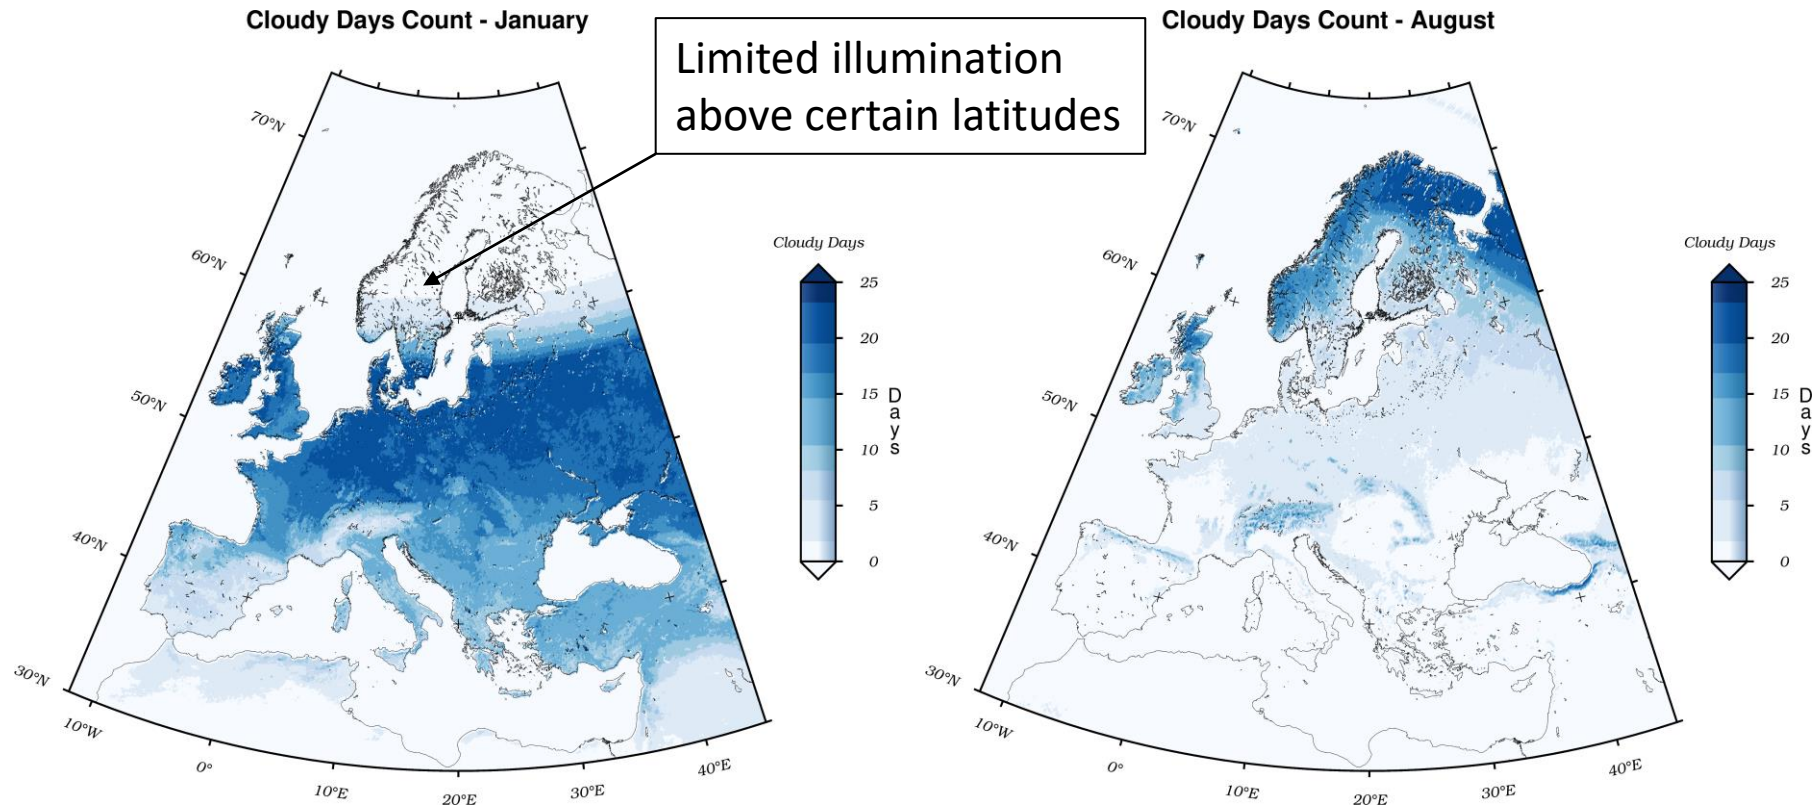 Cloudy Days Count - January
Limited illumination
above certain latitudes
Cloudy Days Count - August
70°N
60°N
50°N
40°N
30°N
10°W
0°
10°E
20°E
30°E
40°E
Cloudy Days
25
20
15
10
5
0
Days
70°N
60°N
50°N
40°N
30°N
10°W
0°
10°E
20°E
30°E
40°E
Cloudy Days
25
20
15
10
5
0
Days